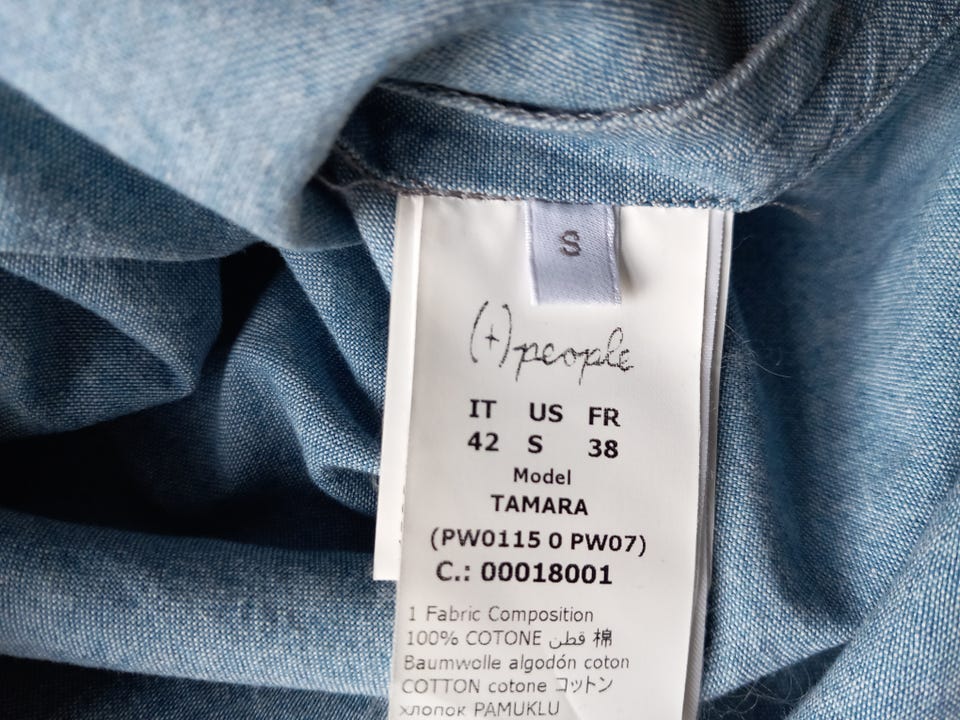 S
(+) people
IT US FR
42 S 38
Model
TAMARA
(PW0115 0 PW07)
C.: 00018001
1 Fabric Composition
100% COTONE قطن 棉
Baumwolle algodón coton
COTTON cotone コットン
хлопок PAMUKLU